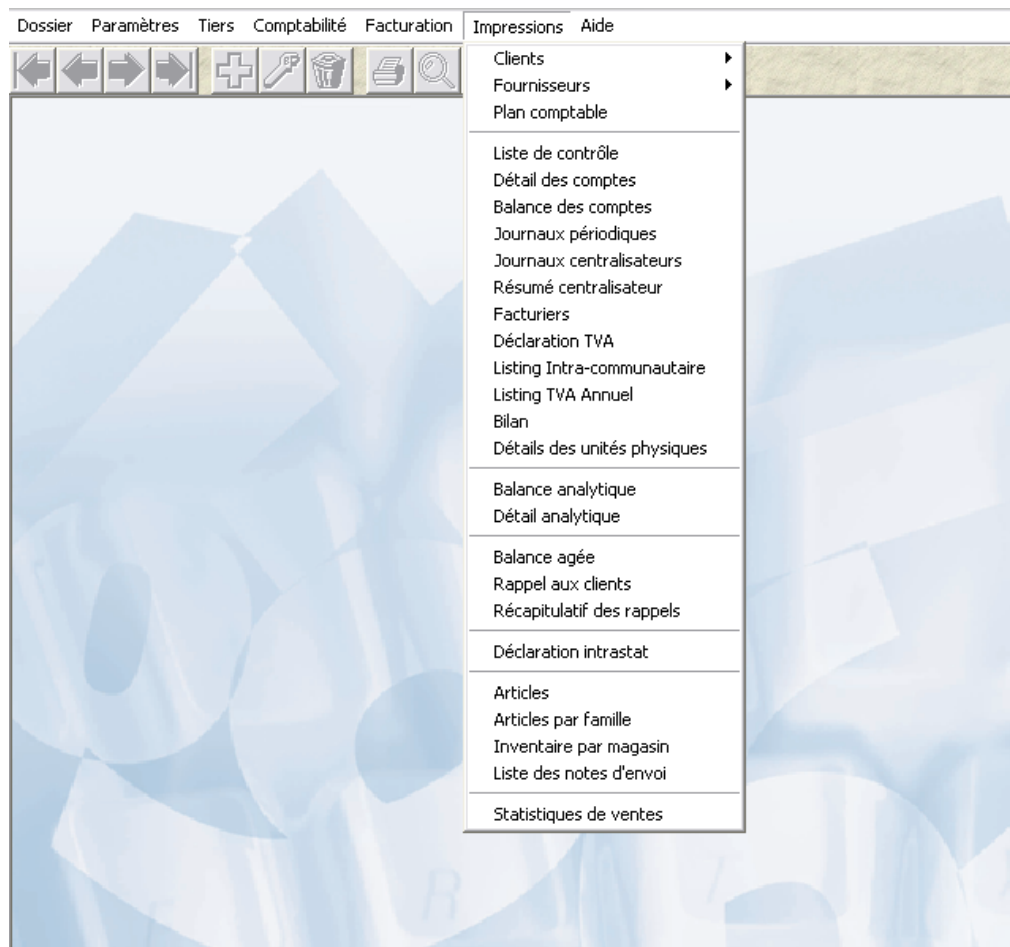 Dossier Paramètres Tiers Comptabilité Facturation Impressions Aide
Clients
Fournisseurs
Plan comptable
Liste de contrôle
Détail des comptes
Balance des comptes
Journaux périodiques
Journaux centralisateurs
Résumé centralisateur
Facturiers
Déclaration TVA
Listing Intra-communautaire
Listing TVA Annuel
Bilan
Détails des unités physiques
Balance analytique
Détail analytique
Balance agée
Rappel aux clients
Récapitulatif des rappels
Déclaration intrastat
Articles
Articles par famille
Inventaire par magasin
Liste des notes d'envoi
Statistiques de ventes